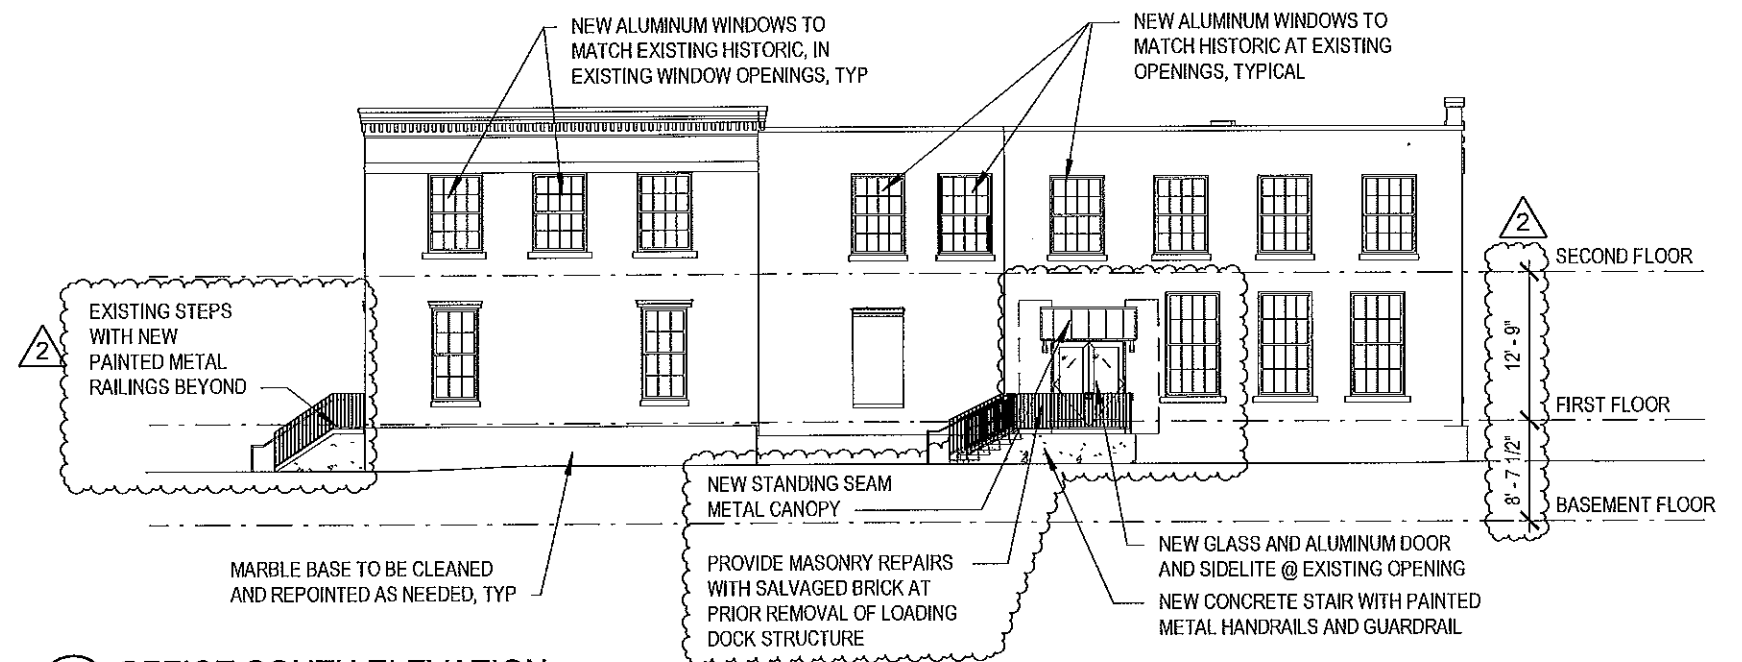 NEW ALUMINUM WINDOWS TO
MATCH EXISTING HISTORIC, IN
EXISTING WINDOW OPENINGS, TYP
NEW ALUMINUM WINDOWS TO
MATCH HISTORIC AT EXISTING
OPENINGS, TYPICAL
2
SECOND FLOOR
12' - 9"
FIRST FLOOR
8' - 7 1/2"
BASEMENT FLOOR
2
EXISTING STEPS
WITH NEW
PAINTED METAL
RAILINGS BEYOND
NEW STANDING SEAM
METAL CANOPY
MARBLE BASE TO BE CLEANED
AND REPOINTED AS NEEDED, TYP
PROVIDE MASONRY REPAIRS
WITH SALVAGED BRICK AT
PRIOR REMOVAL OF LOADING
DOCK STRUCTURE
NEW GLASS AND ALUMINUM DOOR
AND SIDELITE @ EXISTING OPENING
NEW CONCRETE STAIR WITH PAINTED
METAL HANDRAILS AND GUARDRAIL
SOUTH ELEVATION